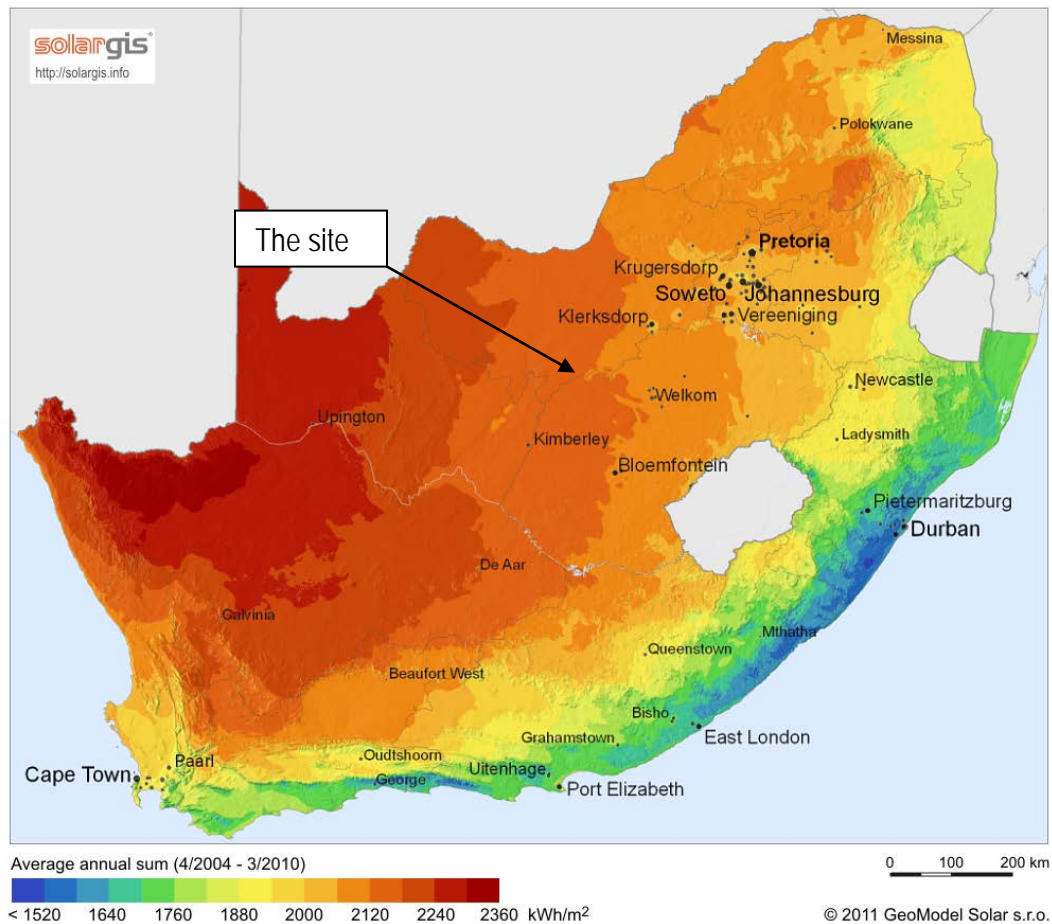 solargis
http://solargis.info
Messina
Polokwane
The site
Pretoria
Krugersdorp
Soweto
Johannesburg
Klerksdorp
Vereeniging
Newcastle
Welkom
Upington
Kimberley
Ladysmith
Bloemfontein
Pietermaritzburg
Durban
De Aar
Calvinia
Mthatha
Queenstown
Beaufort West
Bisho
Grahamstown
East London
Oudtshoorn
Paarl
Uitenhage
Cape Town
George
Port Elizabeth
Average annual sum (4/2004 - 3/2010)
0 100 200 km
< 1520 1640 1760 1880 2000 2120 2240 2360 kWh/m²
© 2011 GeoModel Solar s.r.o.